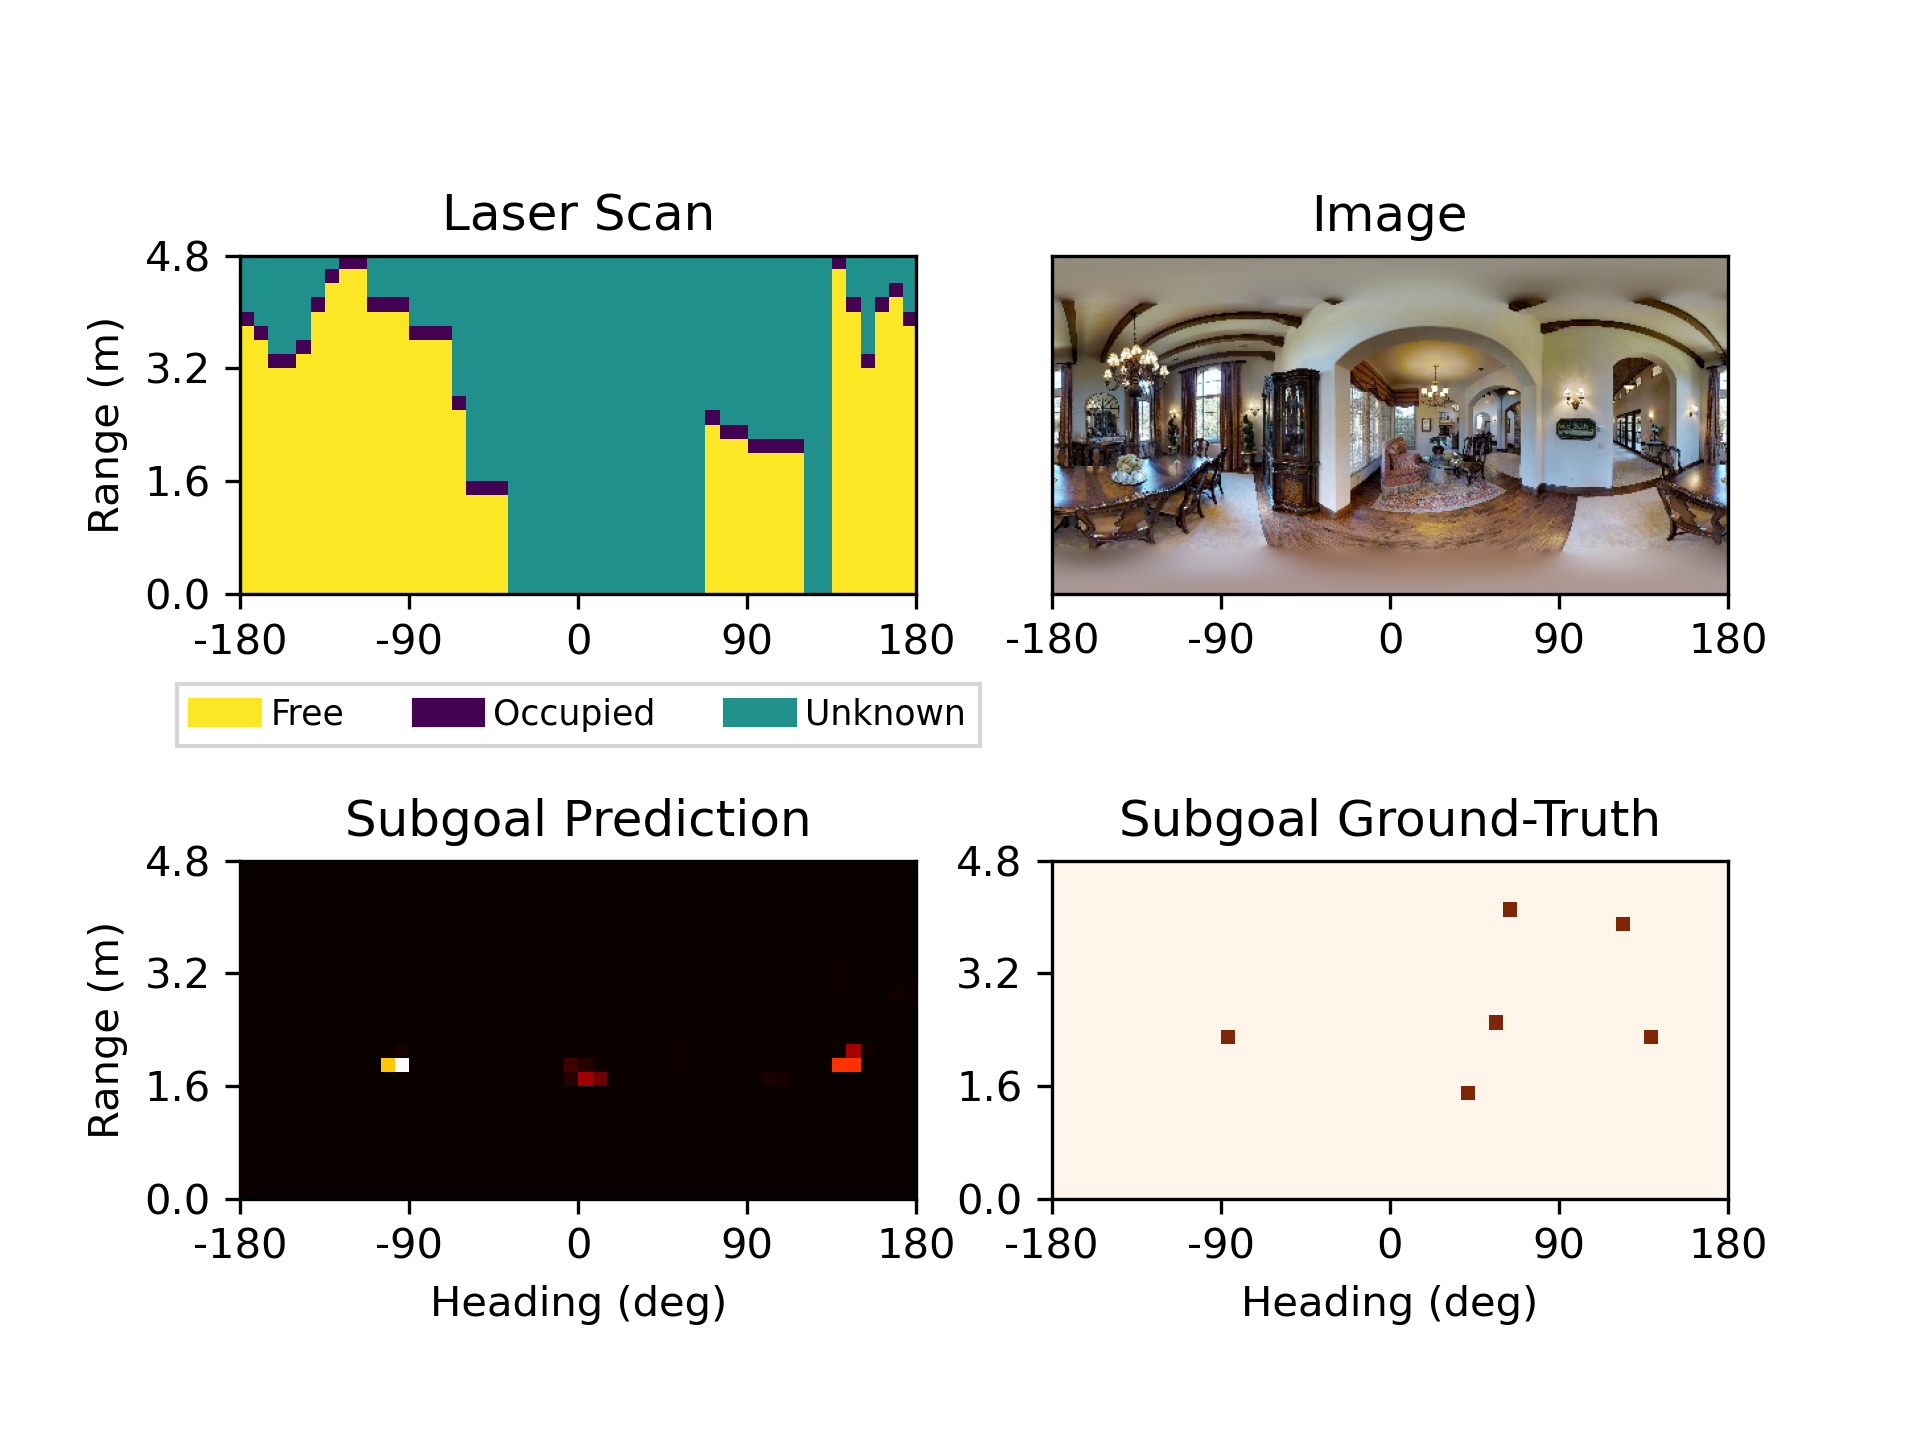 Laser Scan
Image
Range (m)
4.8
3.2
1.6
0.0
-180 -90 0 90 180
-180 -90 0 90 180
Free Occupied Unknown
Subgoal Prediction
Subgoal Ground-Truth
Range (m)
4.8
3.2
1.6
0.0
-180 -90 0 90 180
Heading (deg)
4.8
3.2
1.6
0.0
-180 -90 0 90 180
Heading (deg)